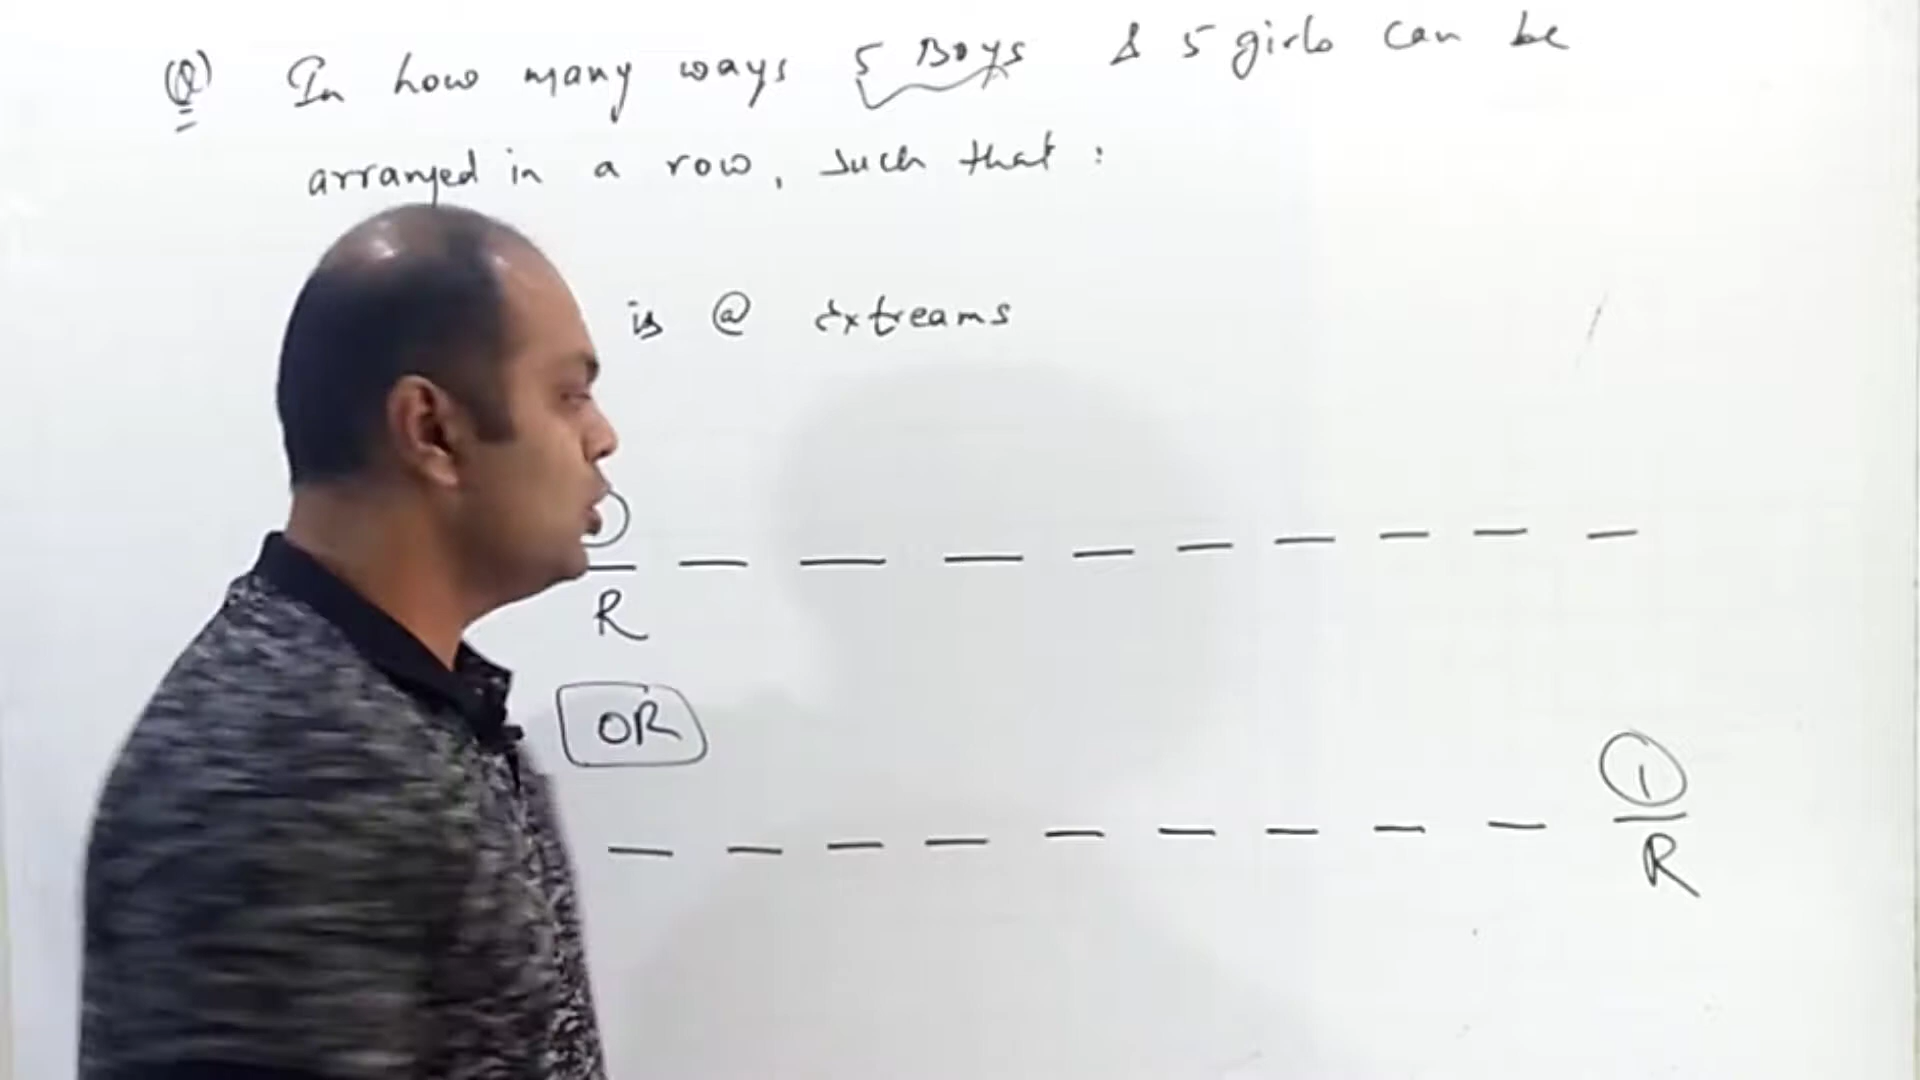 (Q) In how many ways 5 Boys & 5 girls can be
arranged in a row, such that :
is @ extreams
R
OR
1
R